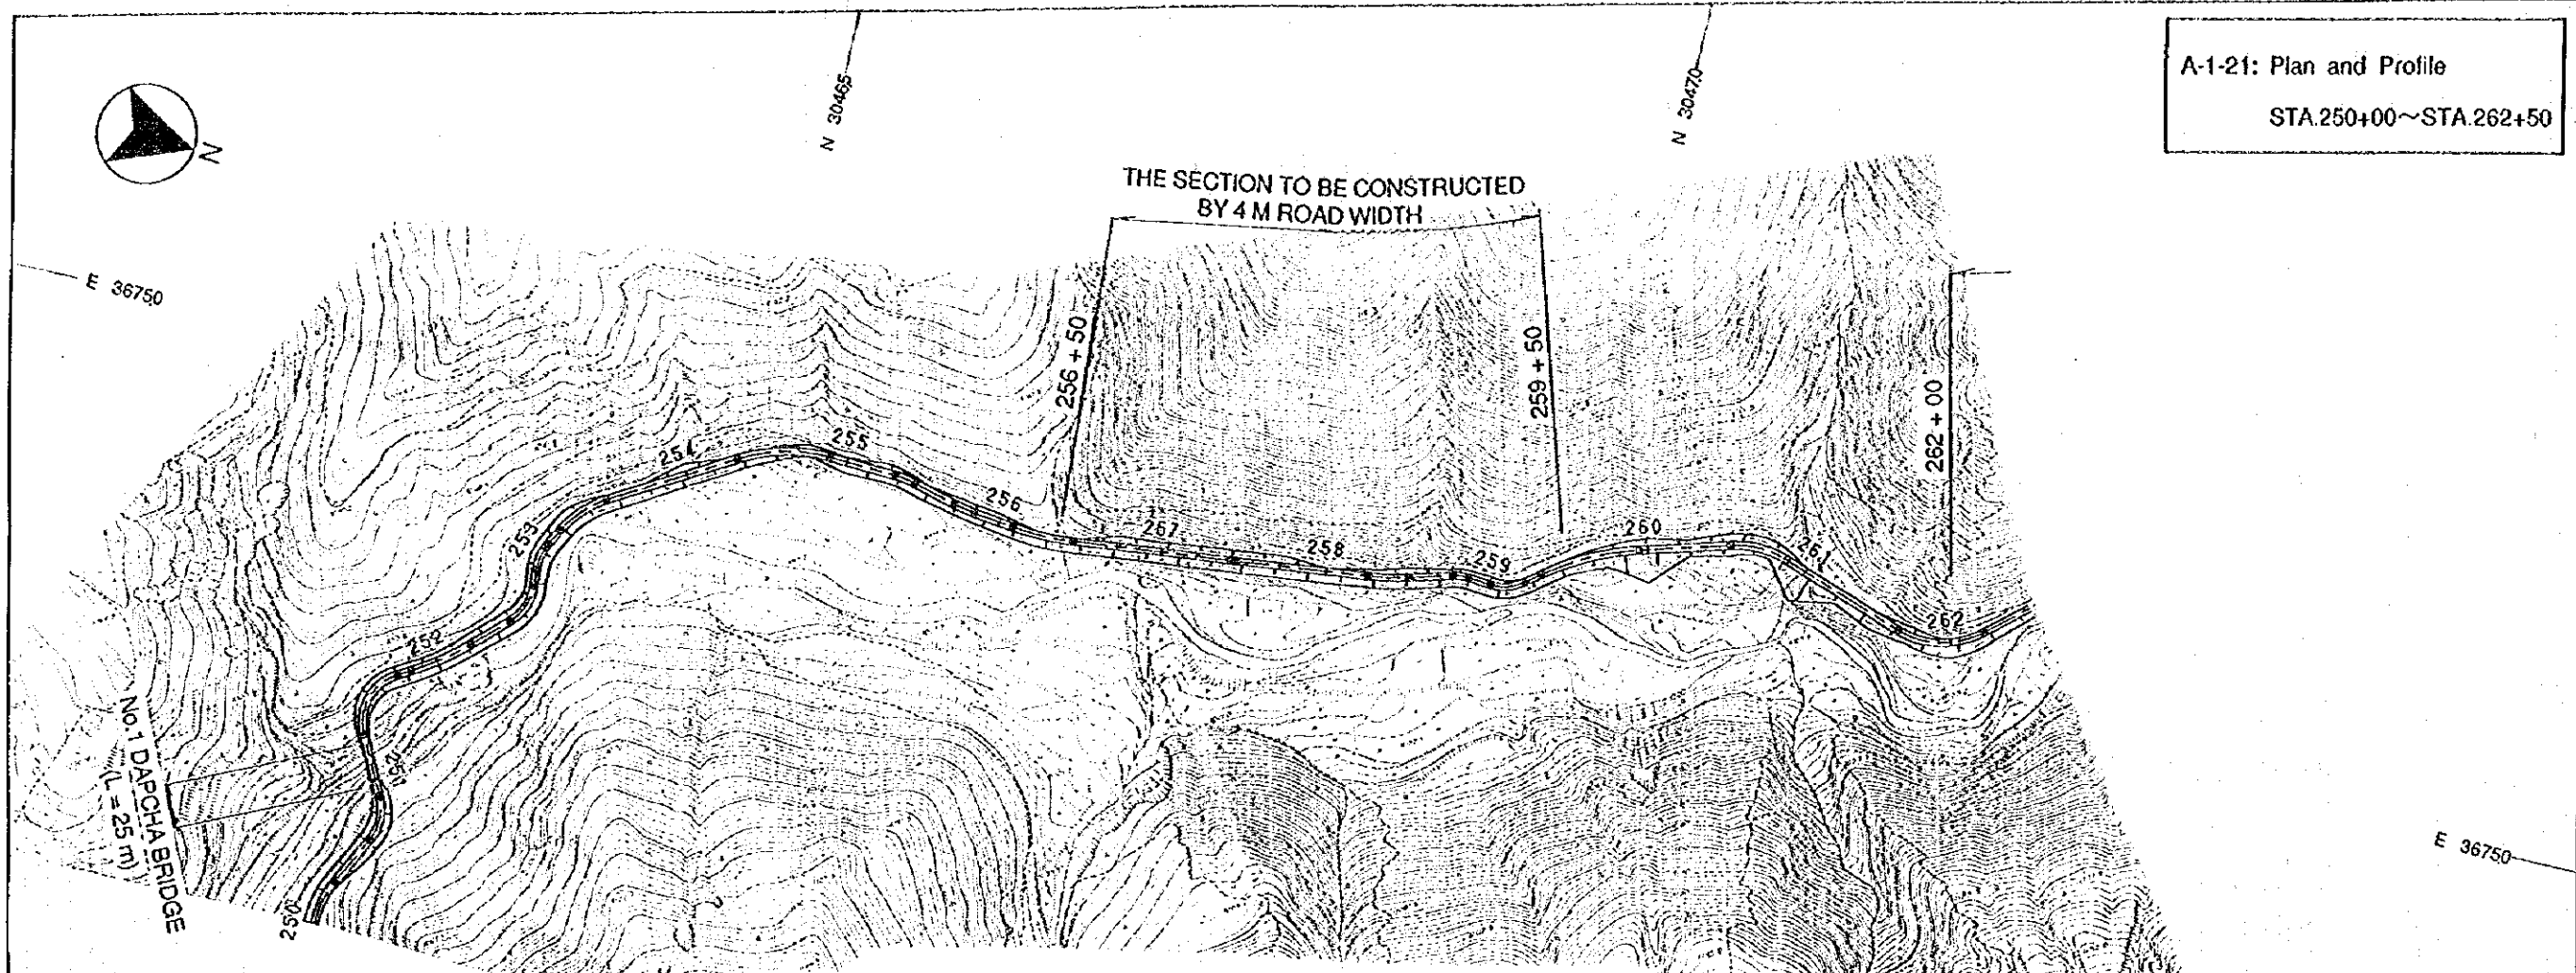 A-1-21: Plan and Profile
STA.250+00~STA.262+50
N
N 30465
N 30470
THE SECTION TO BE CONSTRUCTED
BY 4 M ROAD WIDTH
E 36750
256 + 50
259 + 50
262 + 00
250
251
252
253
254
255
256
257
258
259
260
261
262
No.1 DAPCHA BRIDGE
(L = 25 m)
E 36750